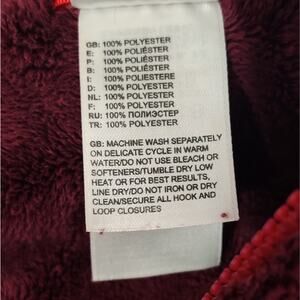 GB: 100% POLYESTER
E: 100% POLIÉSTER
P: 100% POLIÉSTER
B: 100% POLYESTER
I: 100% POLIESTERE
D: 100% POLYESTER
NL: 100% POLYESTER
F: 100% POLYESTER
RU: 100% ПОЛИЭСТЕР
TR: 100% POLYESTER
GB: MACHINE WASH SEPARATELY
ON DELICATE CYCLE IN WARM
WATER/DO NOT USE BLEACH OR
SOFTENERS/TUMBLE DRY LOW
HEAT OR FOR BEST RESULTS,
LINE DRY/DO NOT IRON OR DRY
CLEAN/SECURE ALL HOOK AND
LOOP CLOSURES